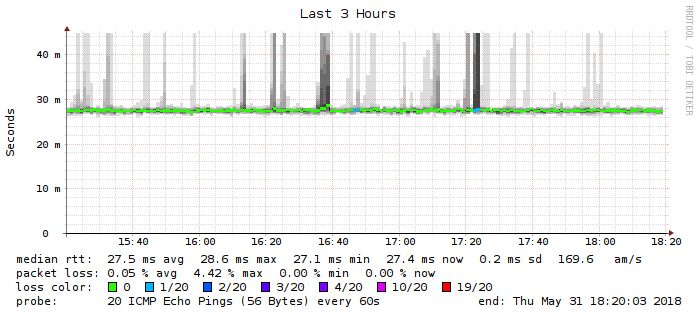 Last 3 Hours
RRDTOOL / TOBI OETIKER
Seconds
40 m
30 m
20 m
10 m
0
15:40 16:00 16:20 16:40 17:00 17:20 17:40 18:00 18:20
median rtt: 27.5 ms avg 28.6 ms max 27.1 ms min 27.4 ms now 0.2 ms sd 169.6 am/s
packet loss: 0.05 % avg 4.42 % max 0.00 % min 0.00 % now
loss color: 0 1/20 2/20 3/20 4/20 10/20 19/20
probe: 20 ICMP Echo Pings (56 Bytes) every 60s end: Thu May 31 18:20:03 2018